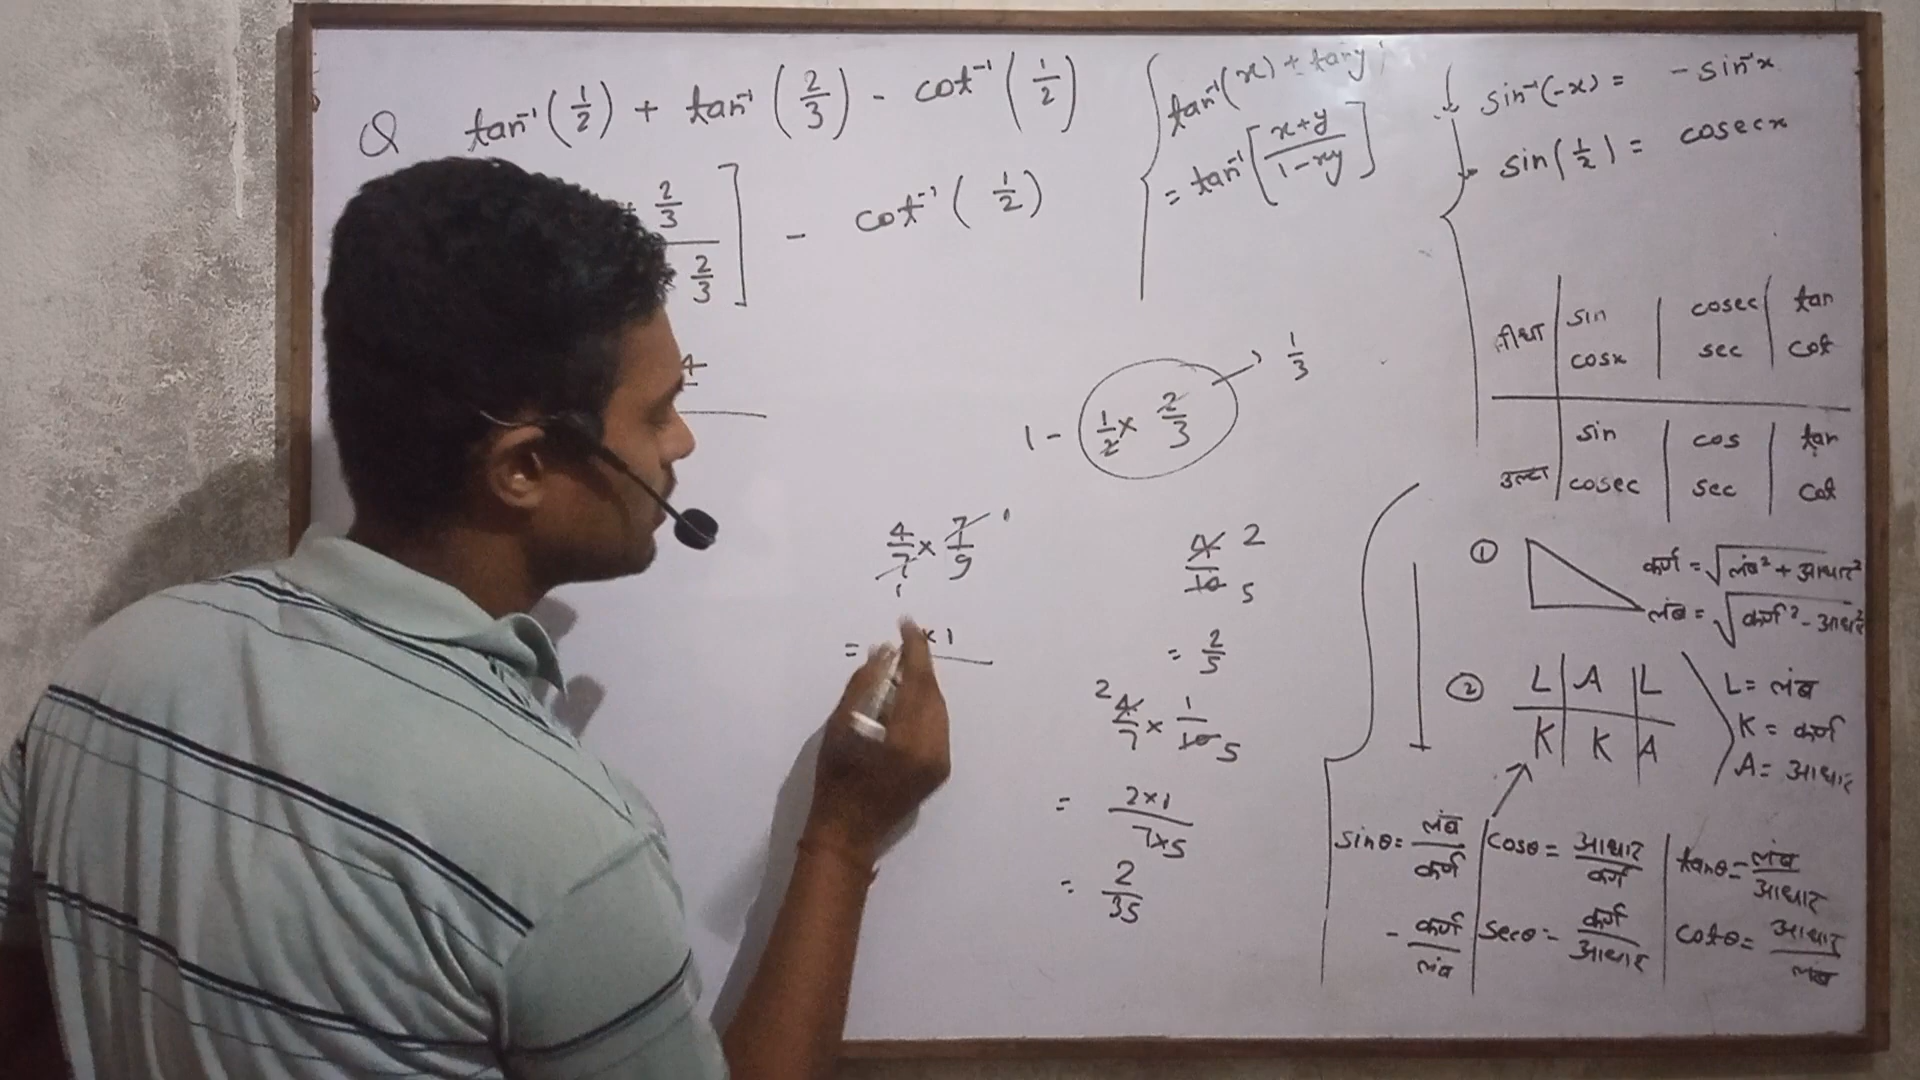 Q tan⁻¹(1/2) + tan⁻¹(2/3) - cot⁻¹(1/2)
2/3
2/3 ] - cot⁻¹(1/2)
4
1 - 1/2 × 2/3 → 1/3
4/7 × 7/9
1
1
= × 1
4/10 2 5
= 2/5
2 4/7 × 1/10 5
= 2×1/7×5
= 2/35
tan⁻¹(x) + tan y
= tan⁻¹[x+y/1-xy]
sin⁻¹(-x) = - sin⁻¹x
sin(1/x) = cosec x
sin | cosec | tan
cosx | sec | cot
उल्टा
sin | cos | tan
cosec | sec | cot
① कर्ण = √लंब² + आधार²
लंब = √कर्ण² - आधार²
② L | A | L
K | K | A
L = लंब
K = कर्ण
A = आधार
sinθ = लंब/कर्ण | cosθ = आधार/कर्ण | tanθ = लंब/आधार
- कर्ण/लंब | secθ = कर्ण/आधार | cotθ = आधार/लंब